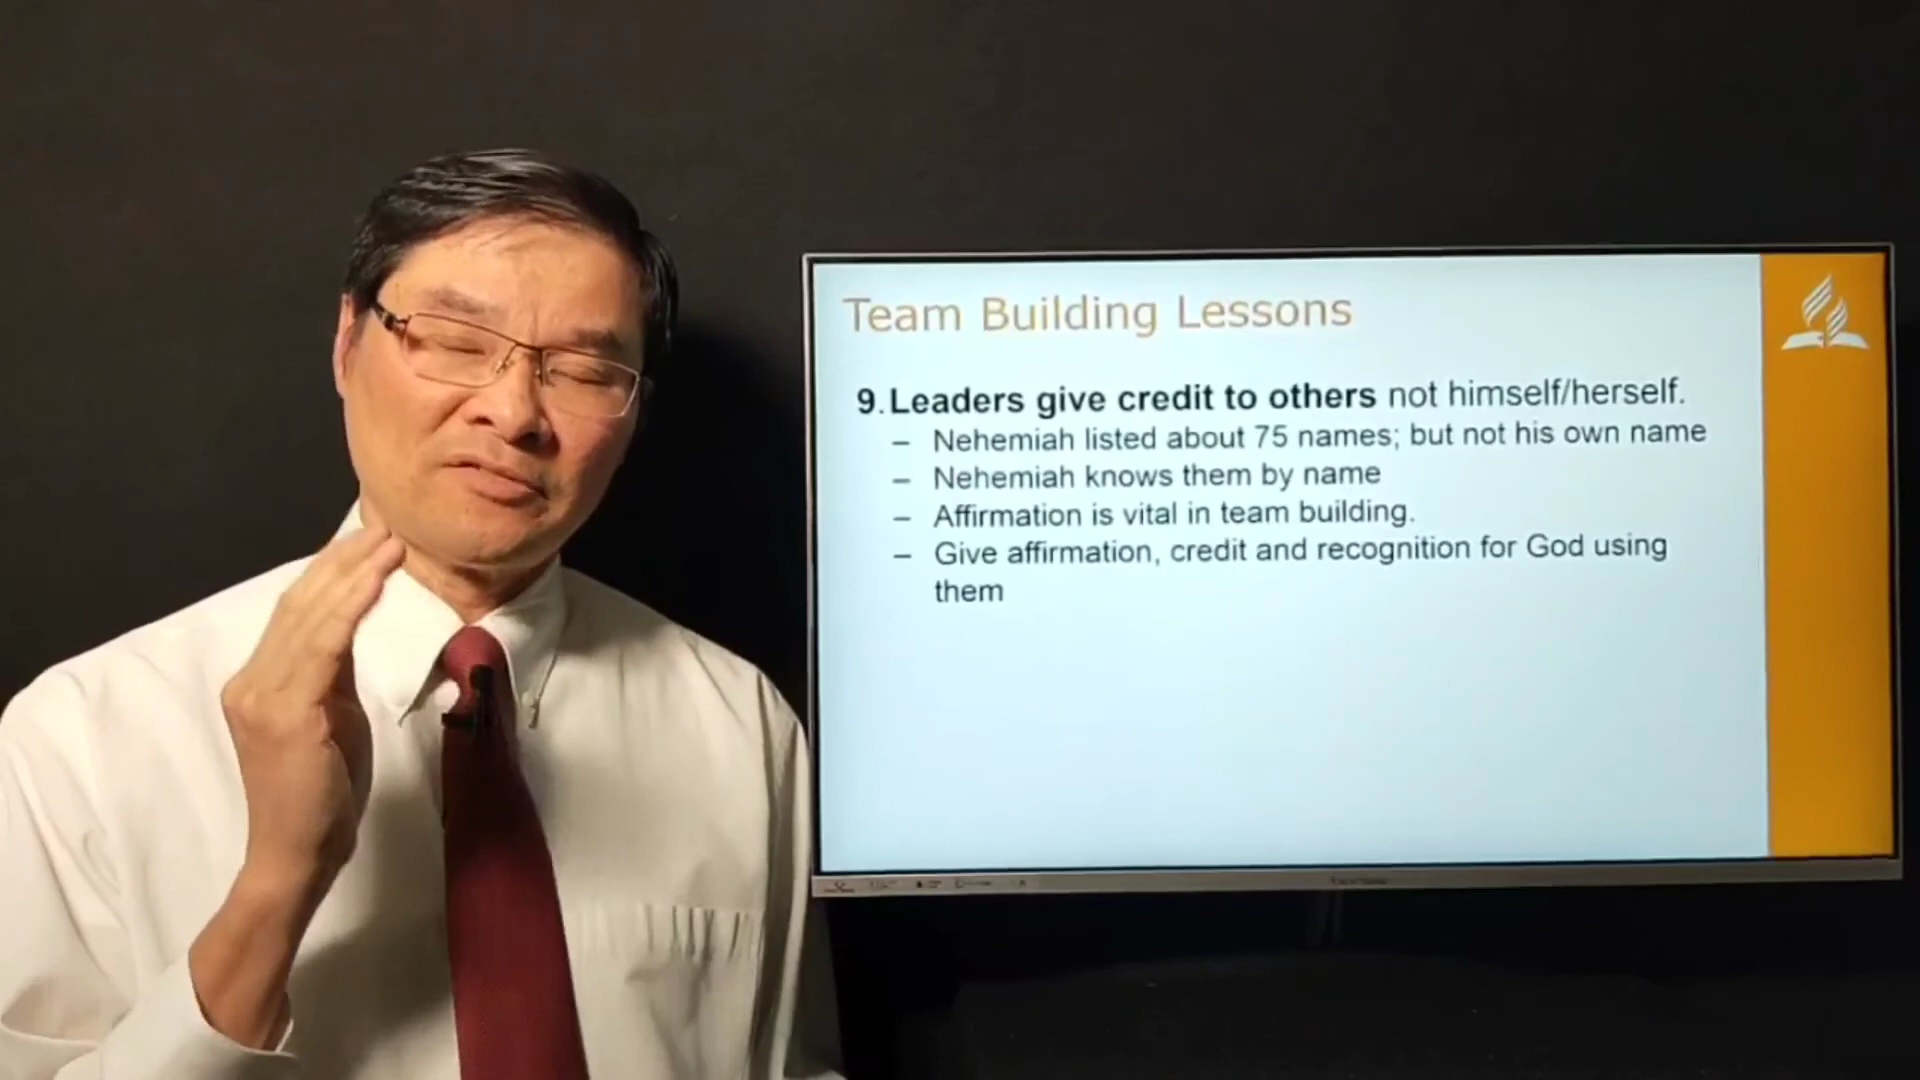 Team Building Lessons
9. Leaders give credit to others not himself/herself.
– Nehemiah listed about 75 names; but not his own name
– Nehemiah knows them by name
– Affirmation is vital in team building.
– Give affirmation, credit and recognition for God using
them